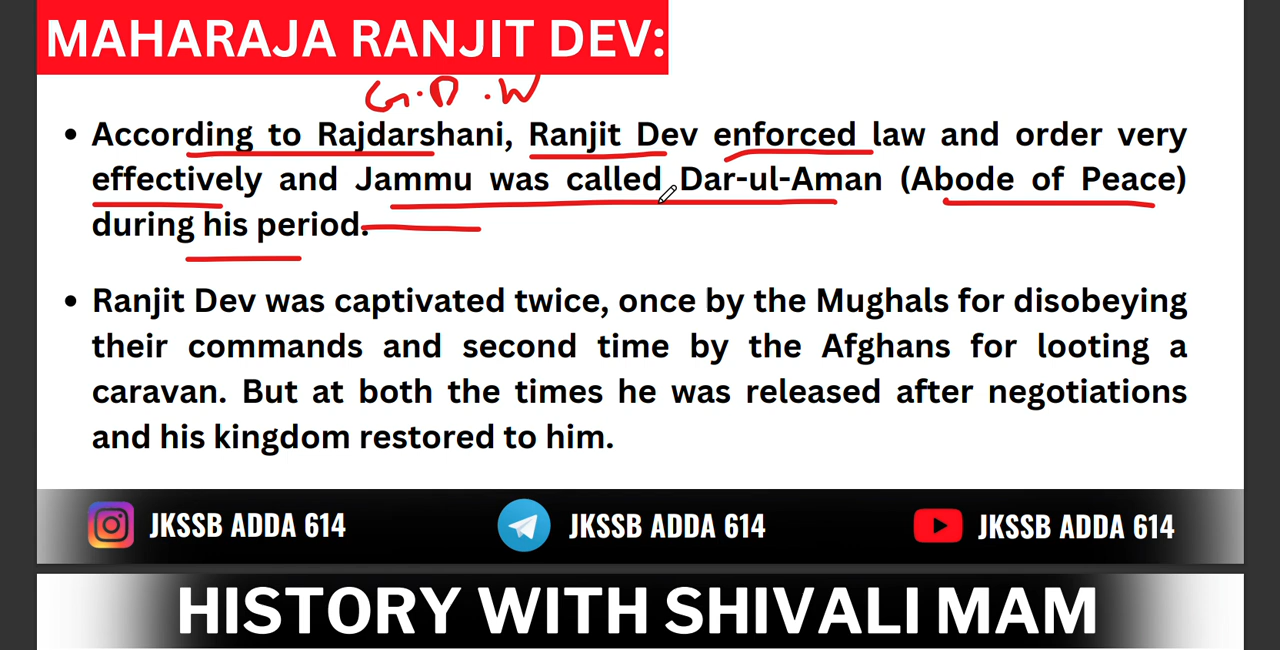 MAHARAJA RANJIT DEV:
G.D.W
• According to Rajdarshani, Ranjit Dev enforced law and order very
effectively and Jammu was called Dar-ul-Aman (Abode of Peace)
during his period.
• Ranjit Dev was captivated twice, once by the Mughals for disobeying
their commands and second time by the Afghans for looting a
caravan. But at both the times he was released after negotiations
and his kingdom restored to him.
JKSSB ADDA 614 JKSSB ADDA 614 JKSSB ADDA 614
HISTORY WITH SHIVALI MAM